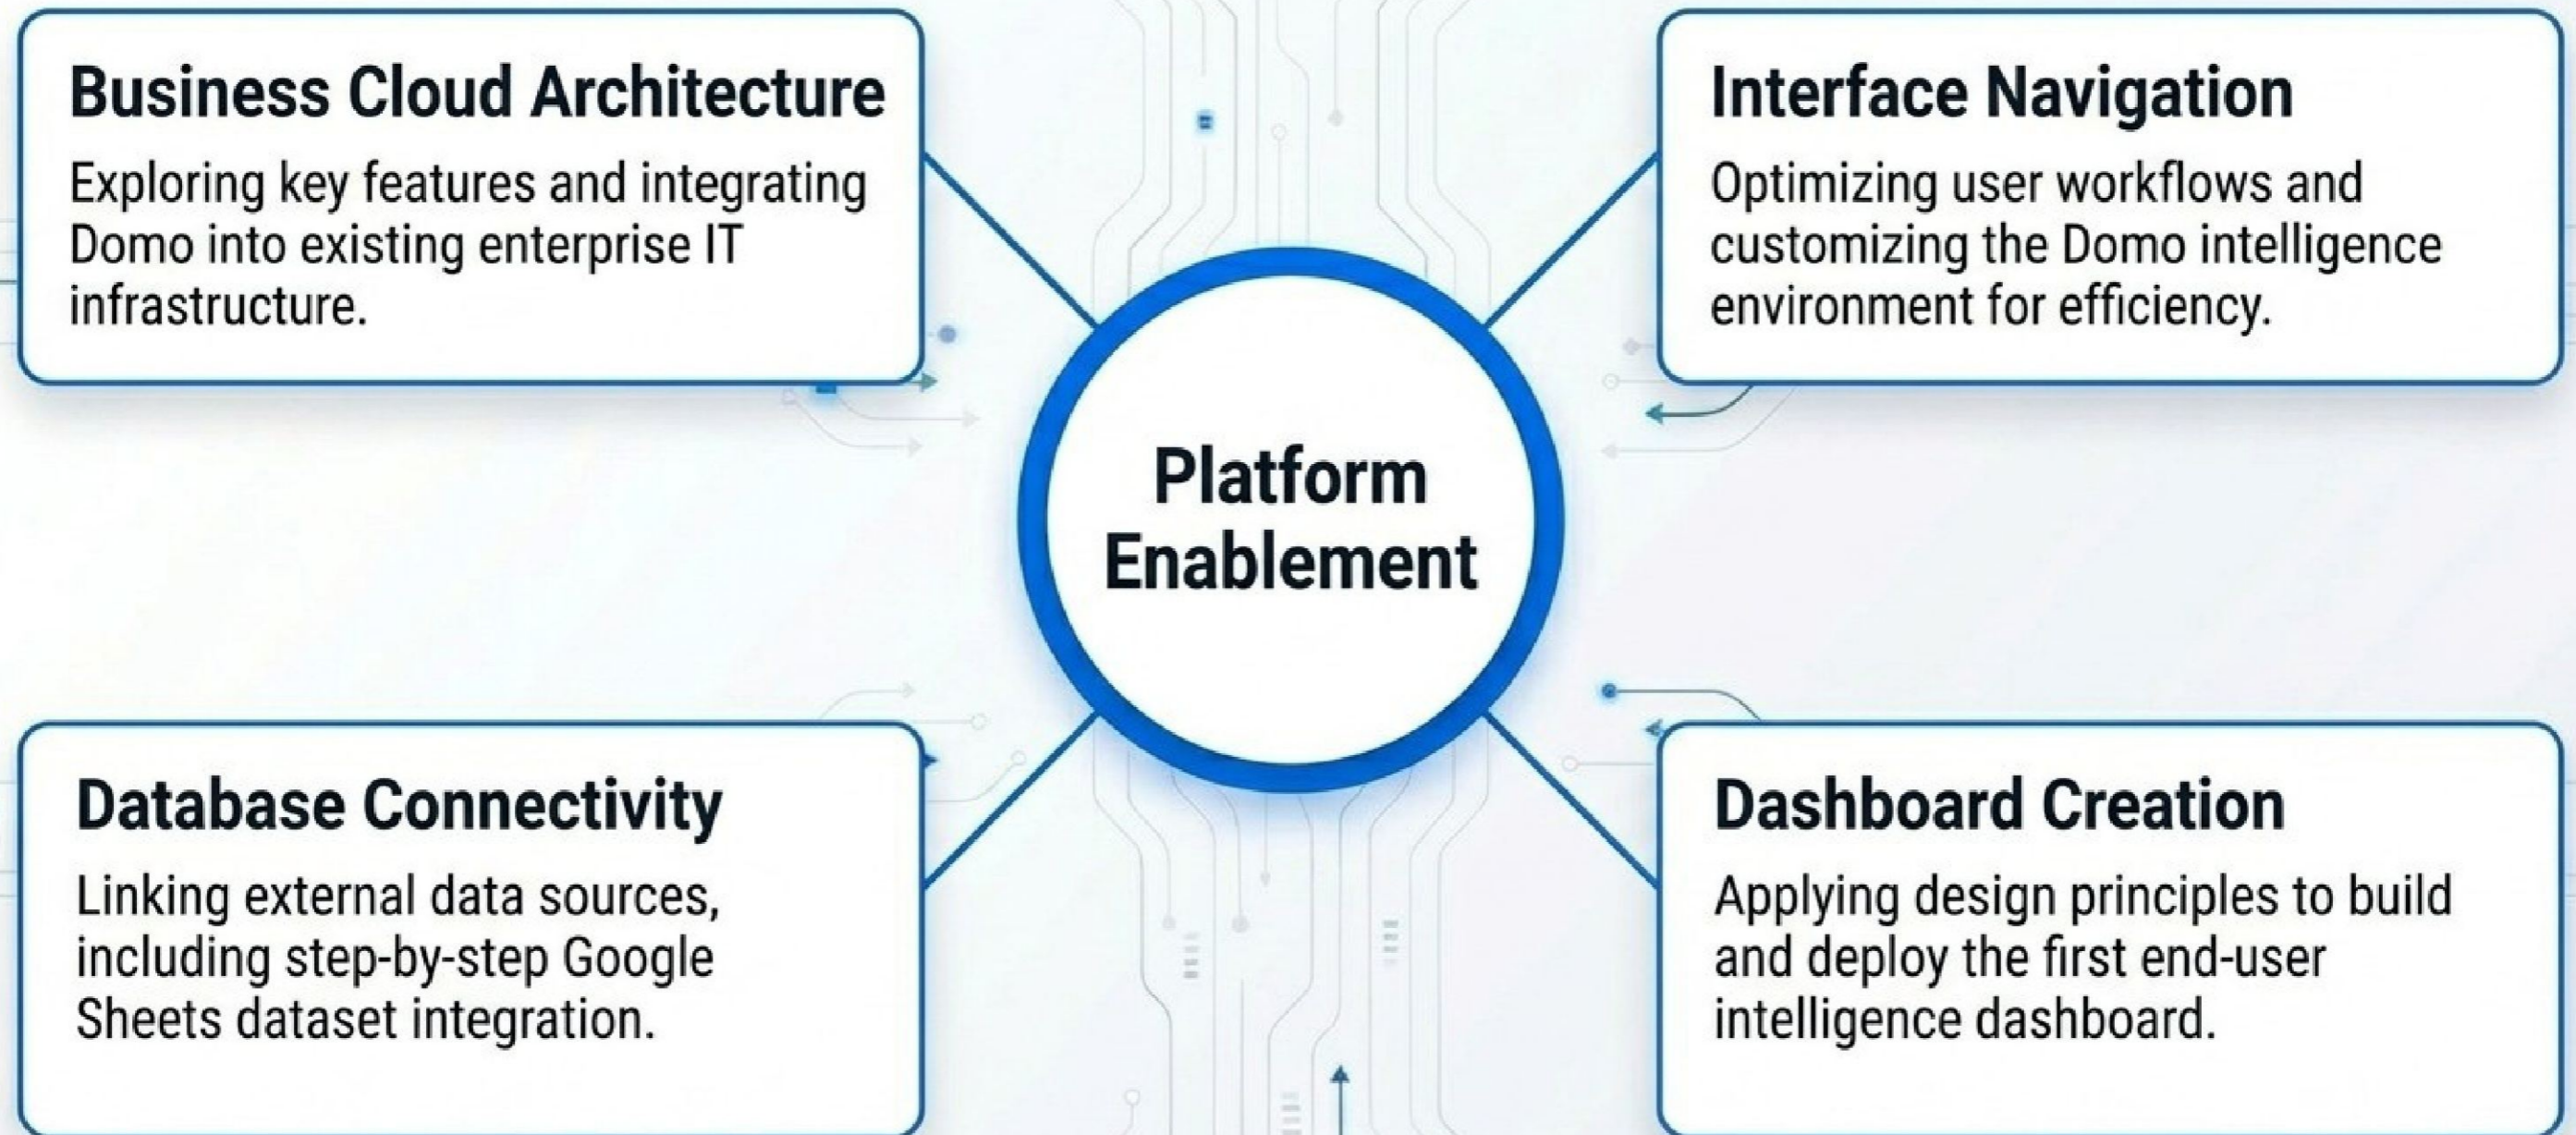 Business Cloud Architecture
Exploring key features and integrating
Domo into existing enterprise IT
infrastructure.
Interface Navigation
Optimizing user workflows and
customizing the Domo intelligence
environment for efficiency.
Platform
Enablement
Database Connectivity
Linking external data sources,
including step-by-step Google
Sheets dataset integration.
Dashboard Creation
Applying design principles to build
and deploy the first end-user
intelligence dashboard.